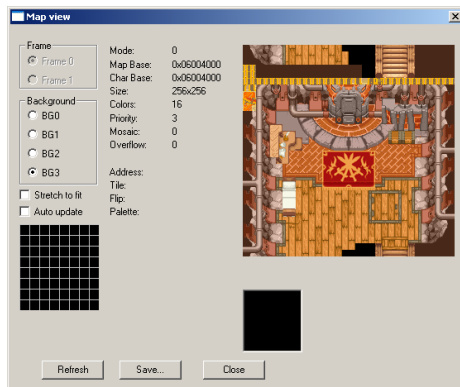 Map view
Frame
Frame 0
Frame 1
Background
BG0
BG1
BG2
BG3
Stretch to fit
Auto update
Mode: 0
Map Base: 0x06004000
Char Base: 0x06004000
Size: 256x256
Colors: 16
Priority: 3
Mosaic: 0
Overflow: 0
Address:
Tile:
Flip:
Palette:
Refresh
Save...
Close